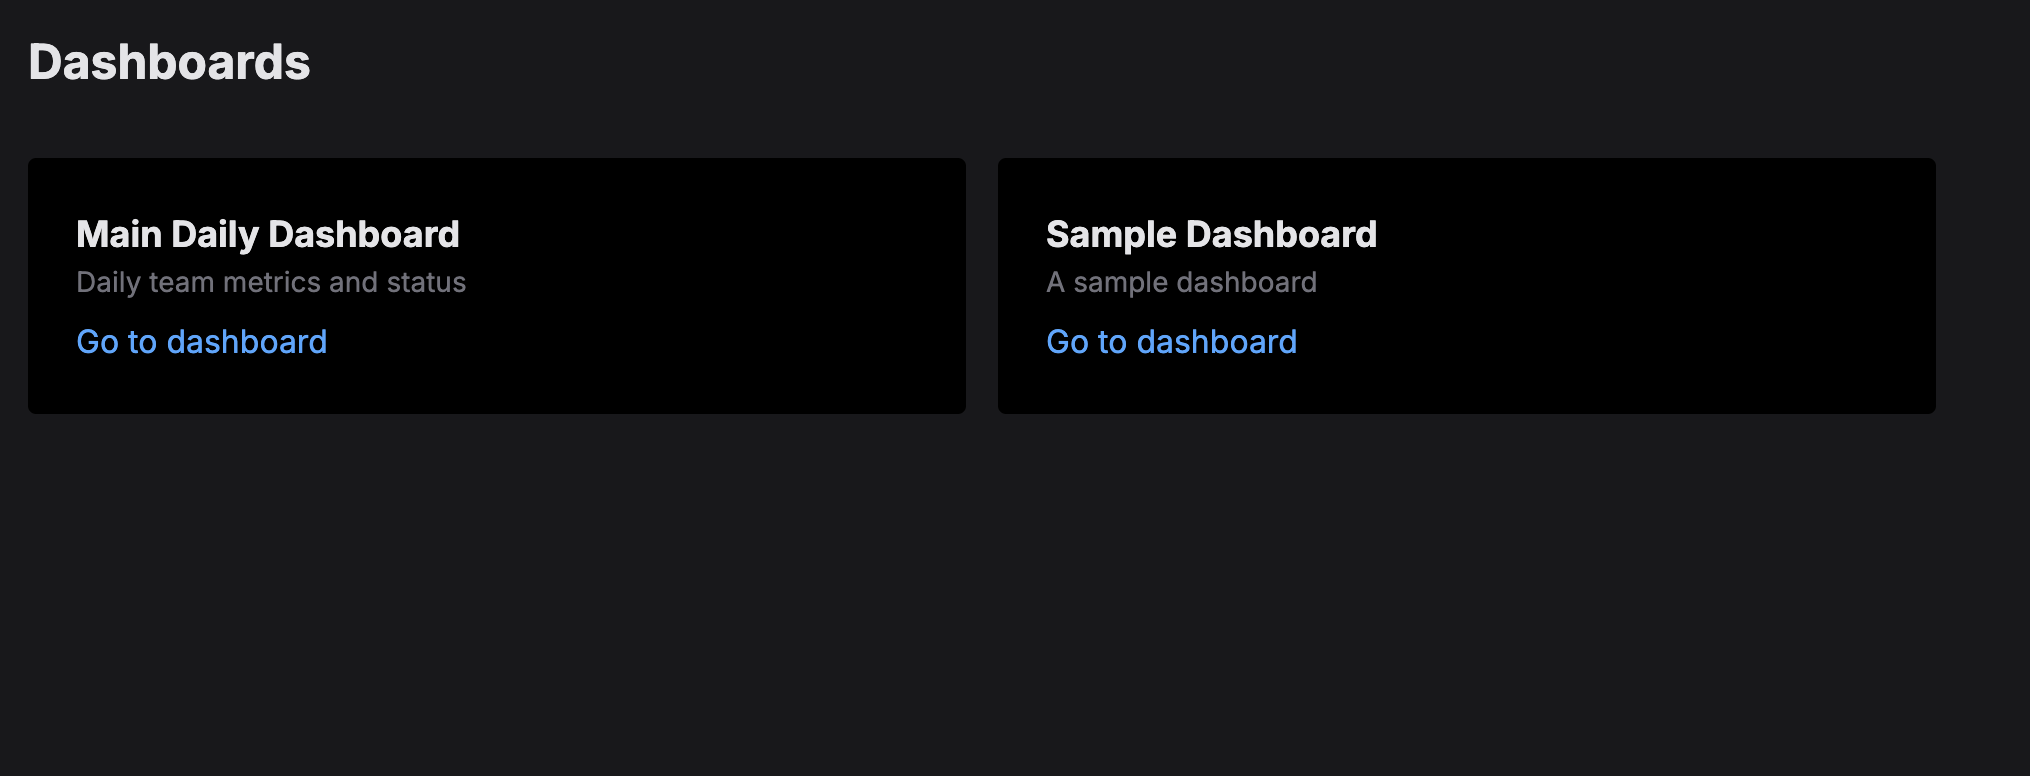 Dashboards
Main Daily Dashboard
Daily team metrics and status
Go to dashboard
Sample Dashboard
A sample dashboard
Go to dashboard